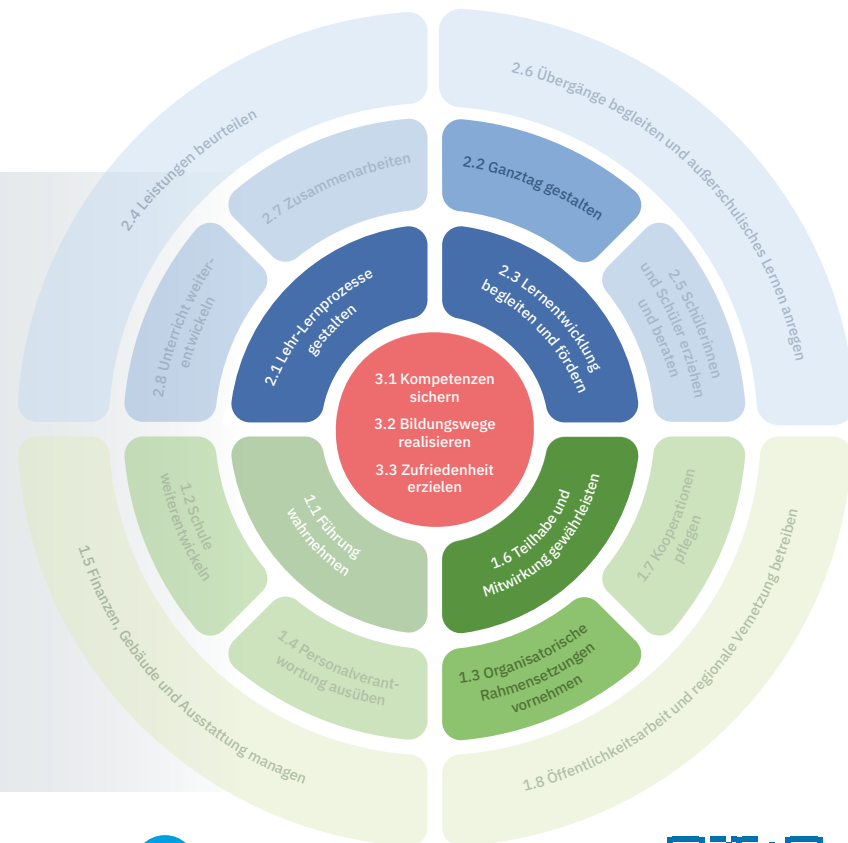 2.4 Leistungen beurteilen
2.6 Übergänge begleiten und außerschulisches Lernen anregen
2.7 Zusammenarbeiten
2.2 Ganztag gestalten
2.8 Unterricht weiter-
entwickeln
2.1 Lehr-Lernprozesse
gestalten
2.3 Lernentwicklung
begleiten und fördern
2.5 Schülerinnen
und Schüler erziehen
und beraten
3.1 Kompetenzen
sichern
3.2 Bildungswege
realisieren
3.3 Zufriedenheit
erzielen
1.2 Schule
weiterentwickeln
1.1 Führung
wahrnehmen
1.6 Teilhabe und
Mitwirkung gewährleisten
1.7 Kooperationen
pflegen
1.5 Finanzen, Gebäude und Ausstattung managen
1.4 Personalverant-
wortung ausüben
1.3 Organisatorische
Rahmensetzungen
vornehmen
1.8 Öffentlichkeitsarbeit und regionale Vernetzung betreiben